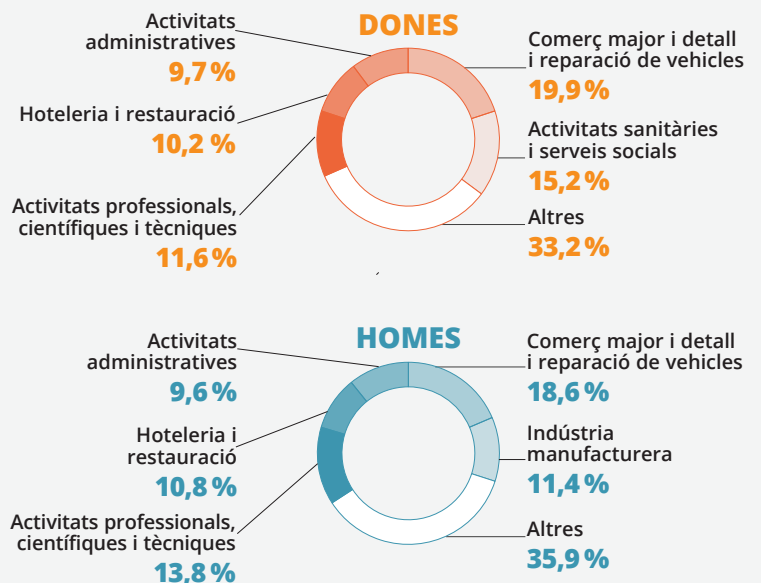 DONES
Activitats
administratives
9,7 %
Hoteleria i restauració
10,2 %
Activitats professionals,
científiques i tècniques
11,6 %
Comerç major i detall
i reparació de vehicles
19,9 %
Activitats sanitàries
i serveis socials
15,2 %
Altres
33,2 %
HOMES
Activitats
administratives
9,6 %
Hoteleria i
restauració
10,8 %
Activitats professionals,
científiques i tècniques
13,8 %
Comerç major i detall
i reparació de vehicles
18,6 %
Indústria
manufacturera
11,4 %
Altres
35,9 %